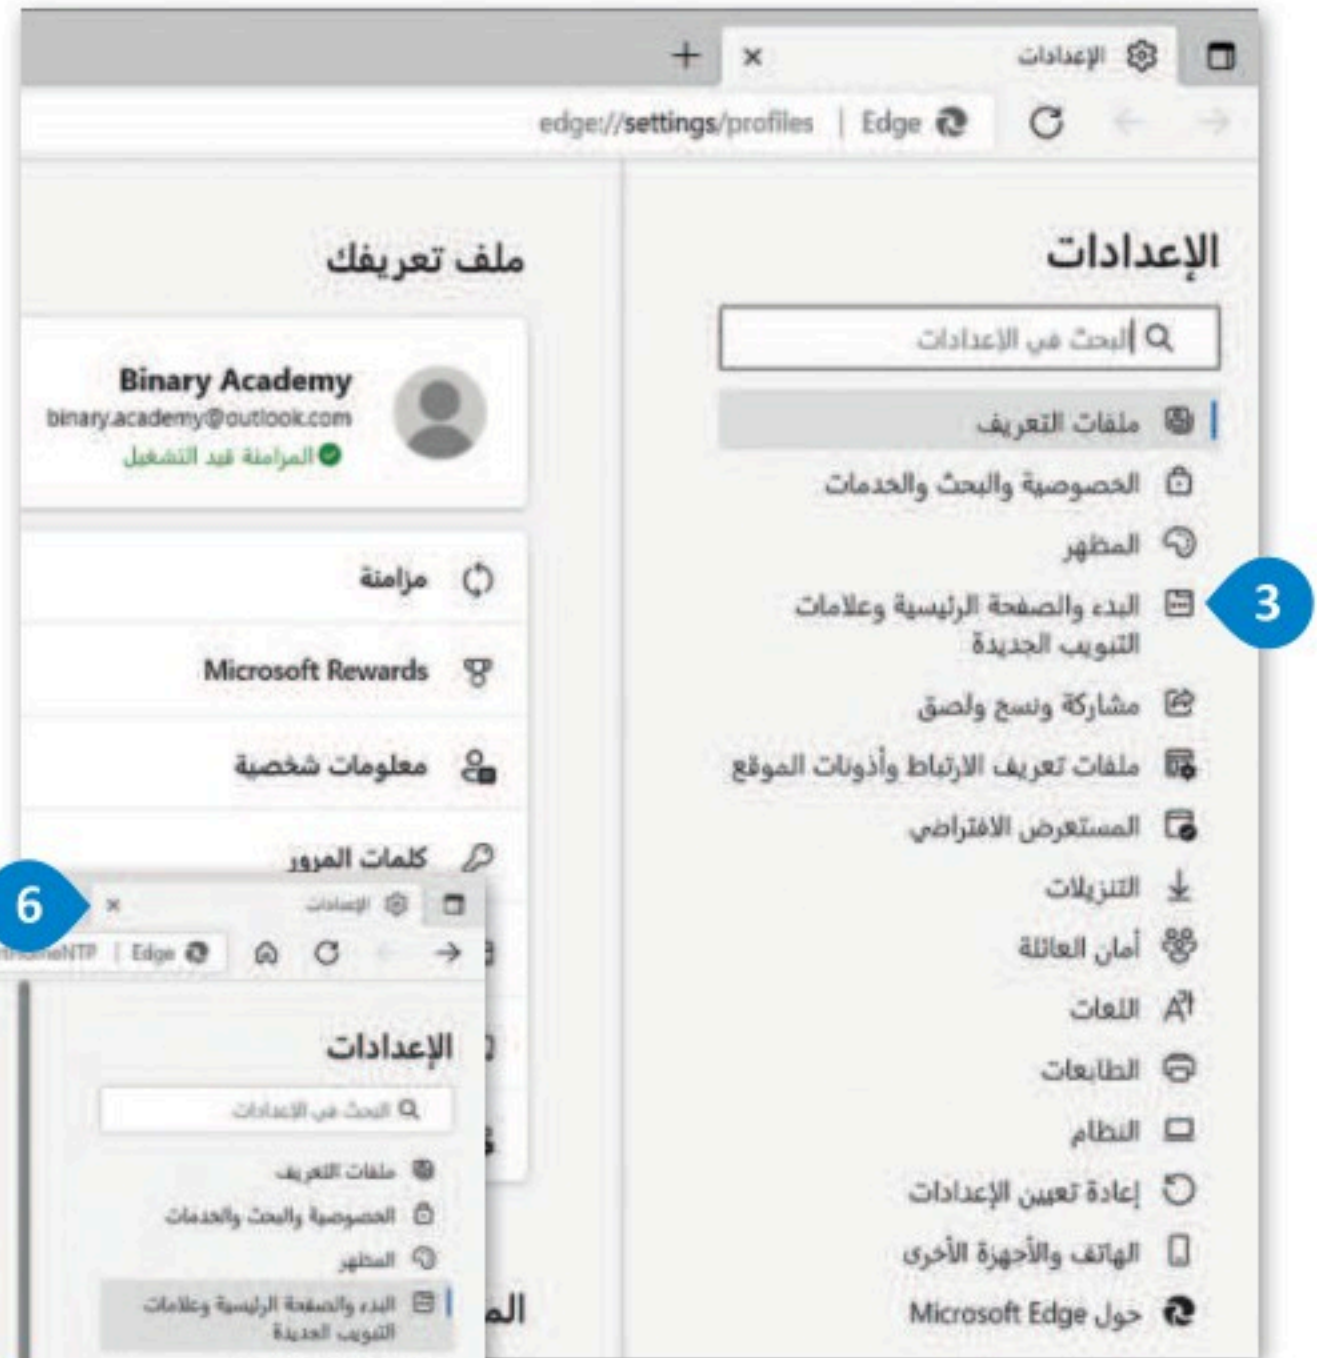 الإعدادات
edge://settings/profiles | Edge
الإعدادات
البحث في الإعدادات
ملفات التعريف
الخصوصية والبحث والخدمات
المظهر
3
البدء والصفحة الرئيسية وعلامات
التبويب الجديدة
مشاركة ونسخ ولصق
ملفات تعريف الارتباط وأذونات الموقع
المستعرض الافتراضي
التنزيلات
أمان العائلة
اللغات
الطابعات
النظام
إعادة تعيين الإعدادات
الهاتف والأجهزة الأخرى
حول Microsoft Edge
ملف تعريفك
Binary Academy
binary.academy@outlook.com
المزامنة قيد التشغيل
مزامنة
Microsoft Rewards
معلومات شخصية
كلمات المرور
6
الإعدادات
Edge
الإعدادات
البحث في الإعدادات
ملفات التعريف
الخصوصية والبحث والخدمات
المظهر
البدء والصفحة الرئيسية وعلامات
التبويب الجديدة